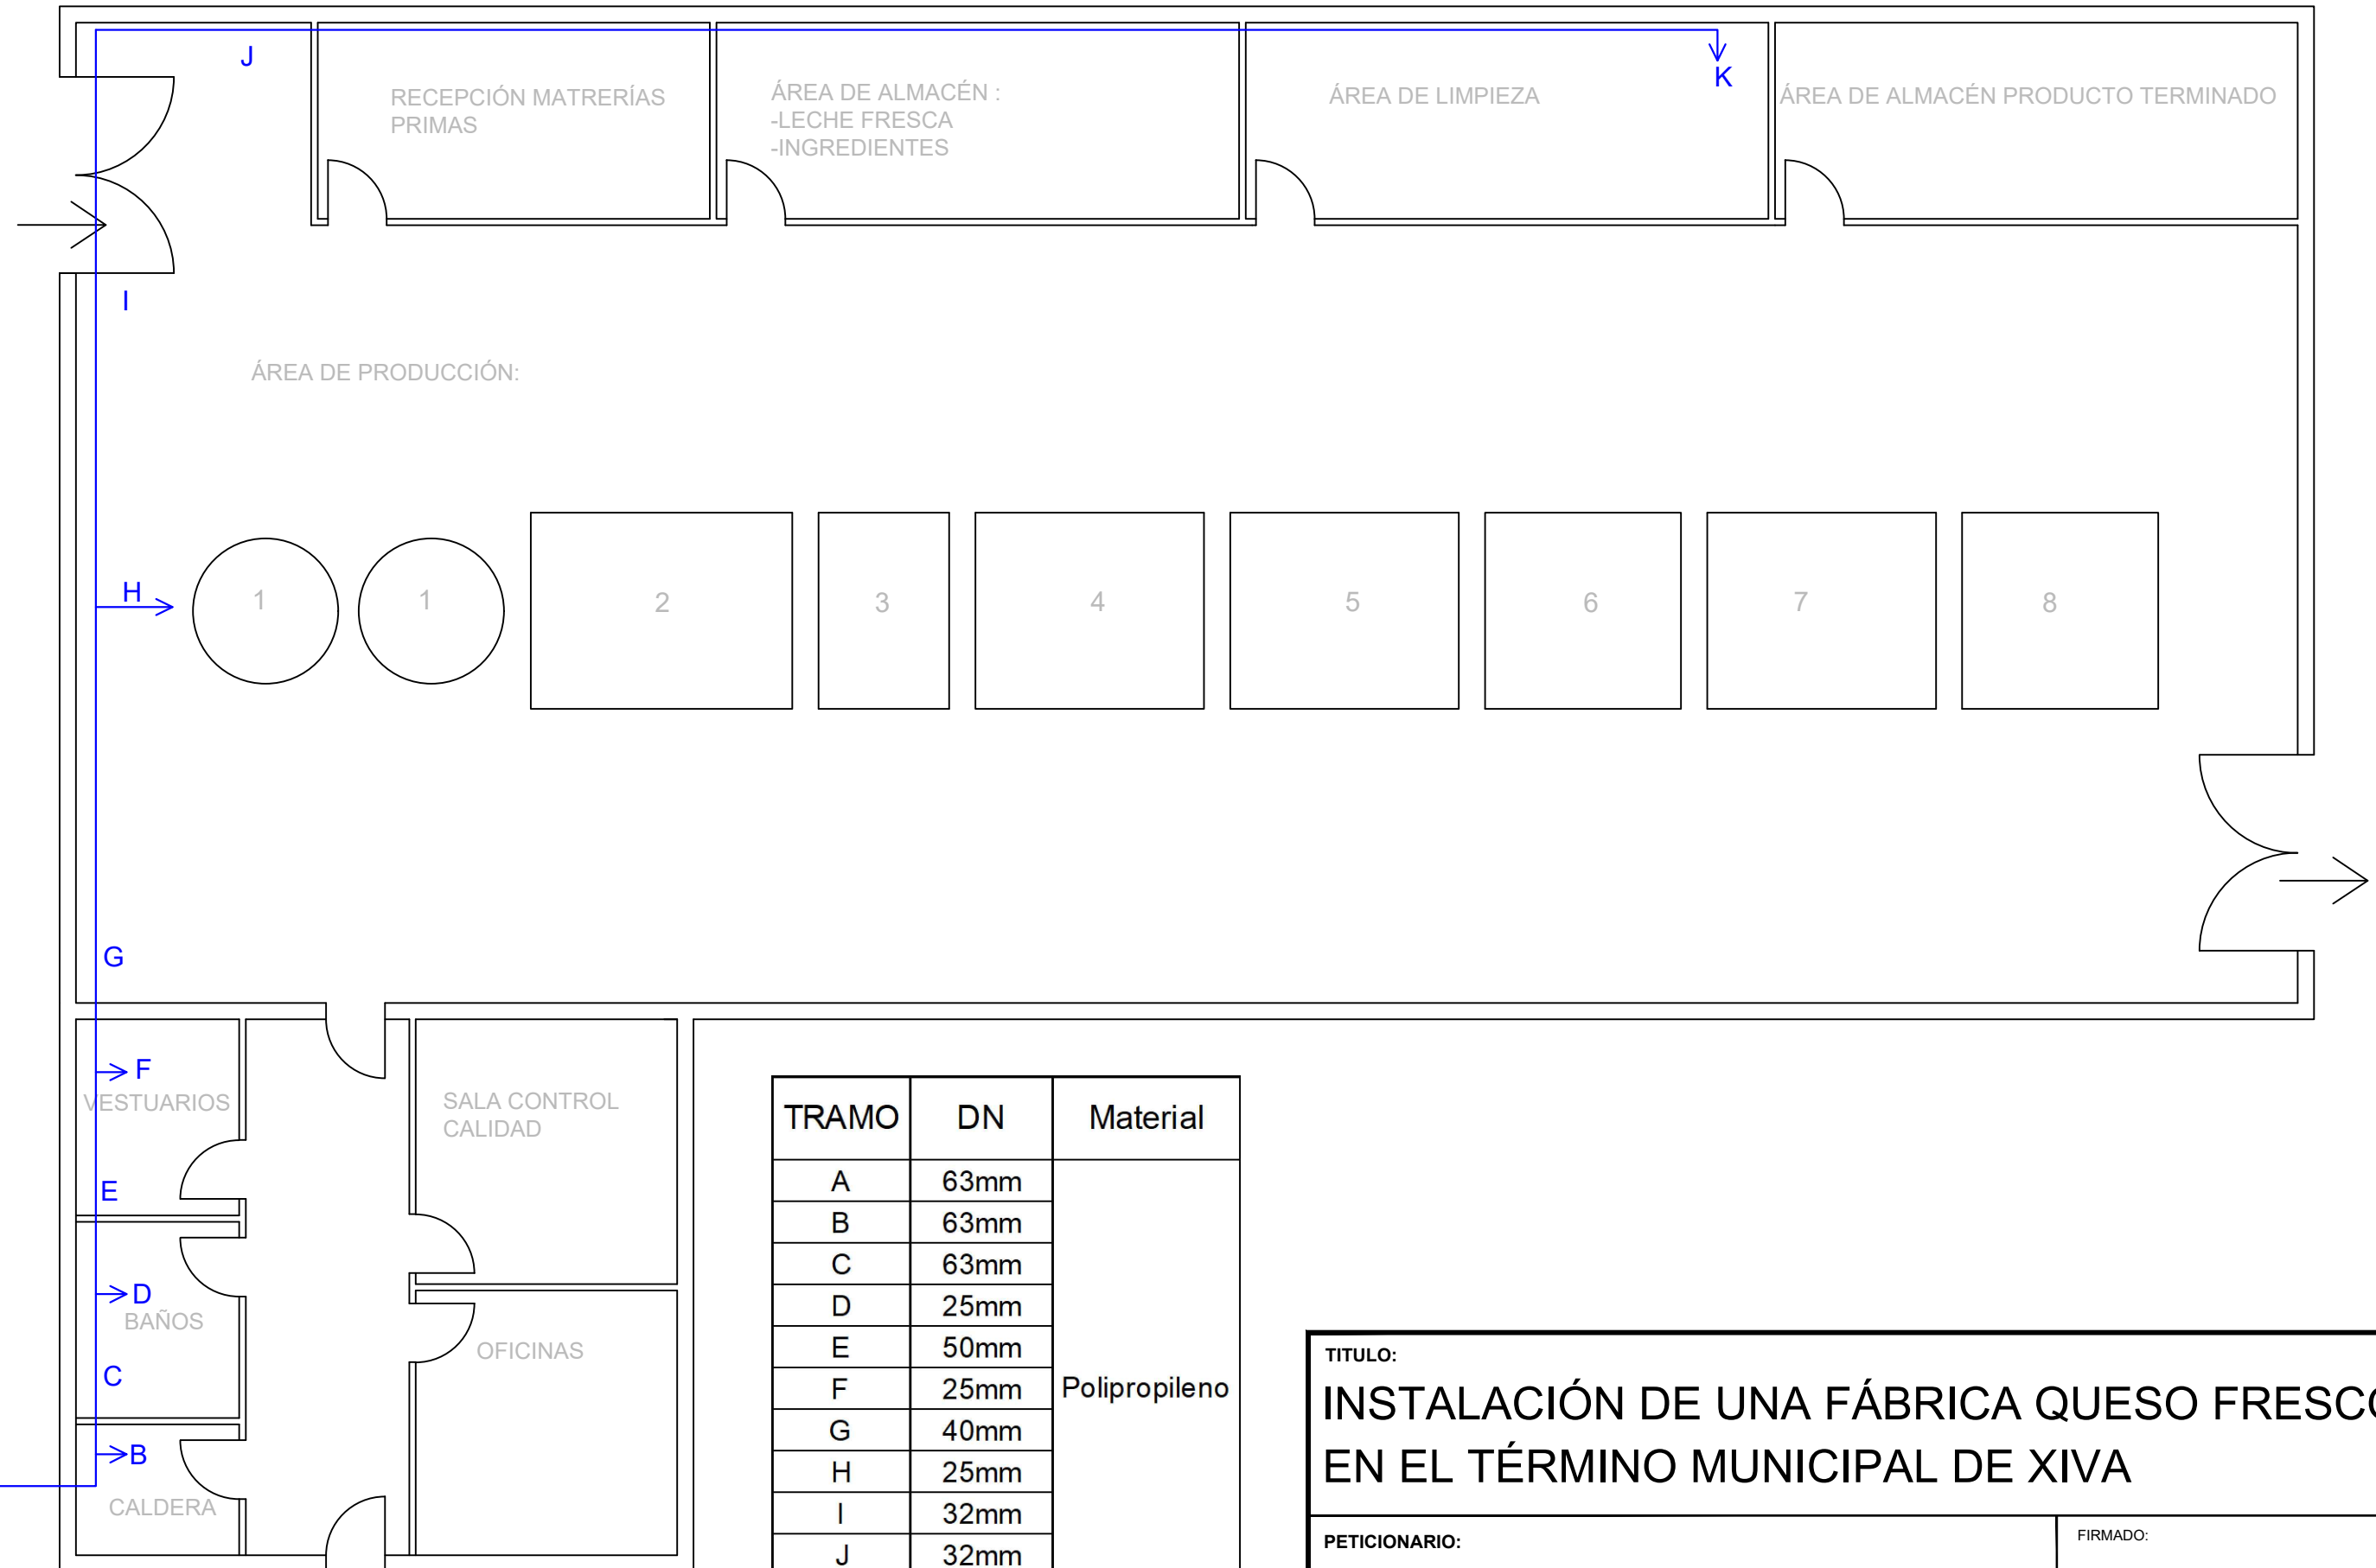 J
RECEPCIÓN MATRERÍAS
PRIMAS
ÁREA DE ALMACÉN :
-LECHE FRESCA
-INGREDIENTES
ÁREA DE LIMPIEZA
K
ÁREA DE ALMACÉN PRODUCTO TERMINADO
I
ÁREA DE PRODUCCIÓN:
H
1
1
2
3
4
5
6
7
8
G
F
VESTUARIOS
E
D
BAÑOS
C
B
CALDERA
SALA CONTROL
CALIDAD
OFICINAS
TRAMO DN Material
A 63mm
B 63mm
C 63mm
D 25mm
E 50mm
F 25mm Polipropileno
G 40mm
H 25mm
I 32mm
J 32mm
TITULO:
INSTALACIÓN DE UNA FÁBRICA QUESO FRESCO
EN EL TÉRMINO MUNICIPAL DE XIVA
PETICIONARIO:
FIRMADO: